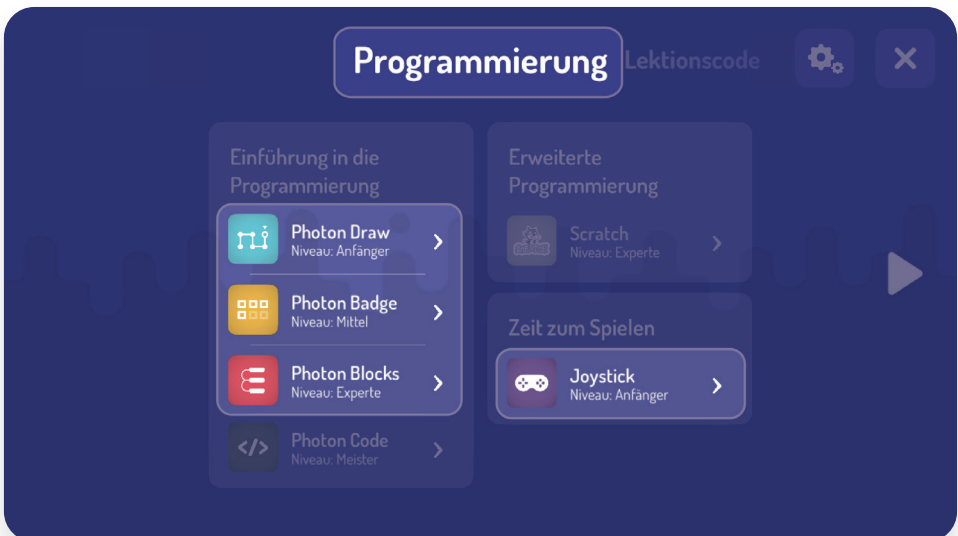 Programmierung
Lektionscode
Einführung in die
Programmierung
Photon Draw
Niveau: Anfänger
Photon Badge
Niveau: Mittel
Photon Blocks
Niveau: Experte
Photon Code
Niveau: Meister
Erweiterte
Programmierung
Scratch
Niveau: Experte
Zeit zum Spielen
Joystick
Niveau: Anfänger